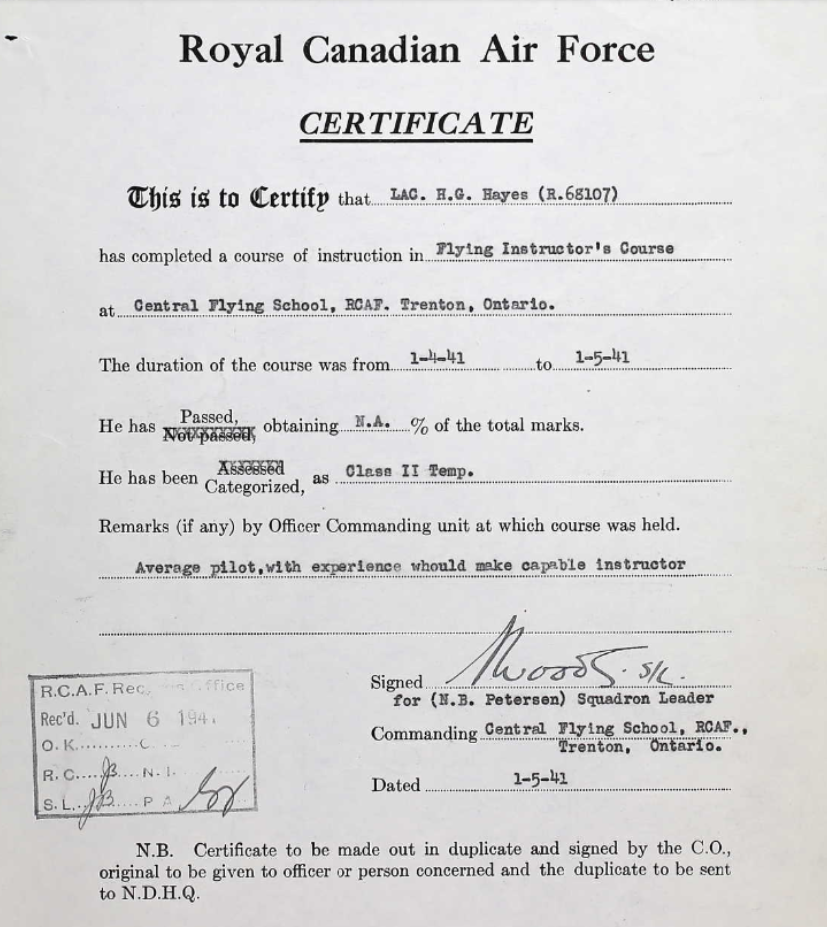 Royal Canadian Air Force
CERTIFICATE
This is to Certify that LAC. H.G. Hayes (R.68107)
has completed a course of instruction in Flying Instructor's Course
at Central Flying School, RCAF. Trenton, Ontario.
The duration of the course was from 1-4-41 to 1-5-41
He has Passed, Not passed, obtaining N.A. % of the total marks.
He has been Assessed Categorized, as Class II Temp.
Remarks (if any) by Officer Commanding unit at which course was held.
Average pilot, with experience whould make capable instructor
Signed Woods. S/L.
for (N.B. Petersen) Squadron Leader
Commanding Central Flying School, RCAF.,
Trenton, Ontario.
Dated 1-5-41
R.C.A.F. Rec Office
Rec'd. JUN 6 194
O.K.
R.C. JB N.I.
S.L. JB P A
N.B. Certificate to be made out in duplicate and signed by the C.O.,
original to be given to officer or person concerned and the duplicate to be sent
to N.D.H.Q.